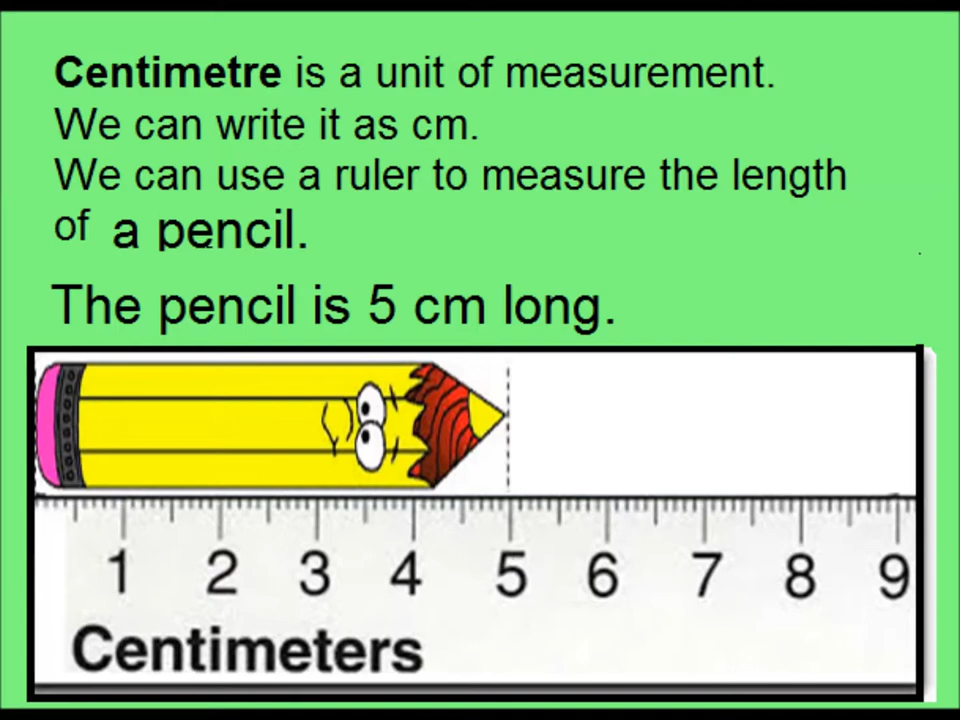 Centimetre is a unit of measurement.
We can write it as cm.
We can use a ruler to measure the length
of a pencil.
The pencil is 5 cm long.
1 2 3 4 5 6 7 8 9
Centimeters